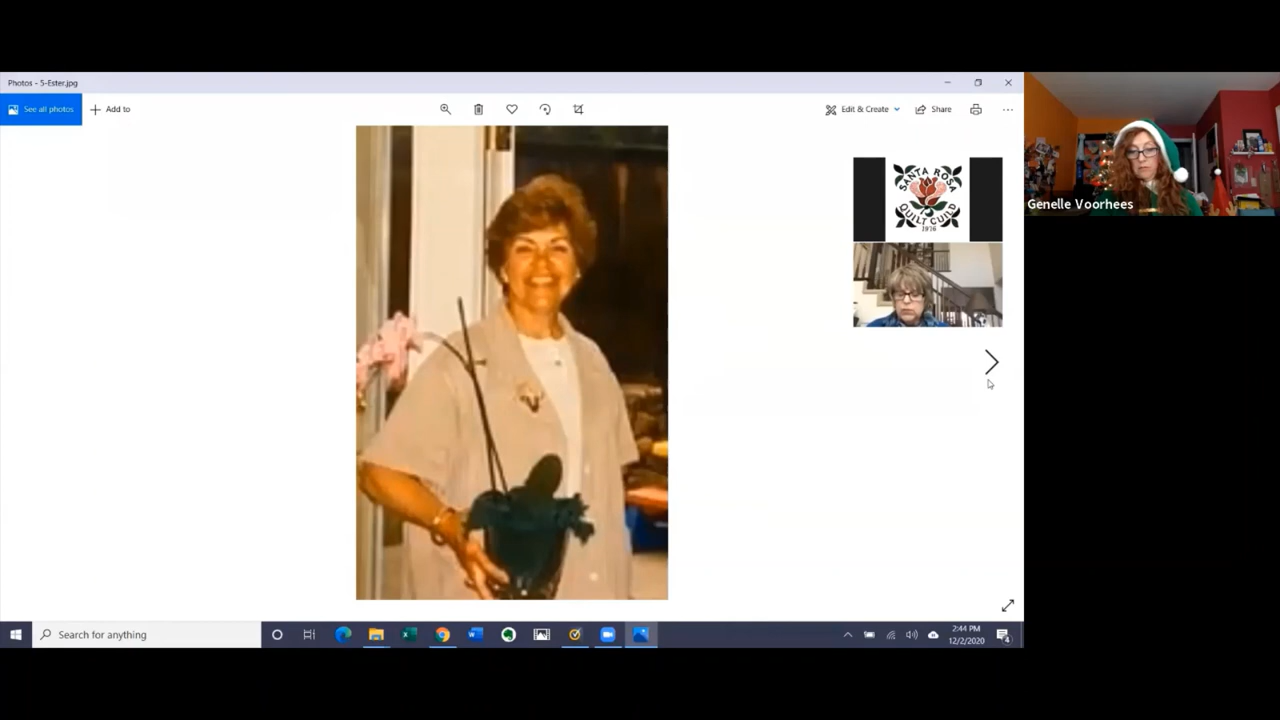 Photos - 5-Ester.jpg
See all photos
Add to
Edit & Create
Share
SANTA ROSA
QUILT GUILD
1976
Genelle Voorhees
Search for anything
2:44 PM
12/2/2020
4